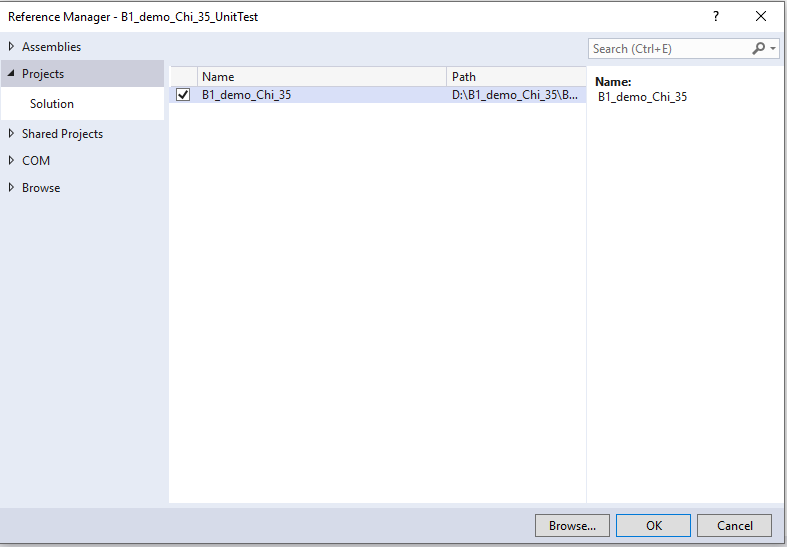 Reference Manager - B1_demo_Chi_35_UnitTest
Assemblies
Projects
Solution
Shared Projects
COM
Browse
Name Path
B1_demo_Chi_35 D:\B1_demo_Chi_35\B...
Search (Ctrl+E)
Name:
B1_demo_Chi_35
Browse... OK Cancel